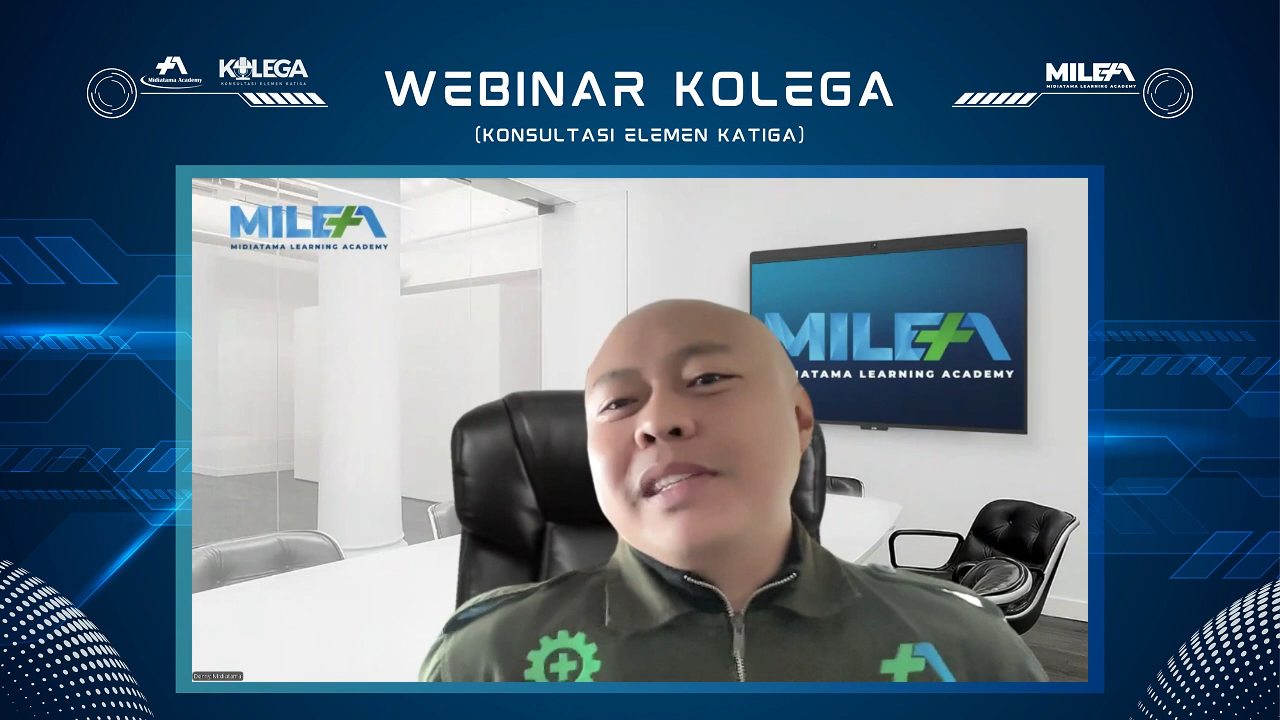 Midiatama Academy
KOLEGA
KONSULTASI ELEMEN KATIGA
WEBINAR KOLEGA
(KONSULTASI ELEMEN KATIGA)
MILEA
MIDIATAMA LEARNING ACADEMY
MILEA
MIDIATAMA LEARNING ACADEMY
MILEA
IATAMA LEARNING ACADEMY
Denny Midiatama